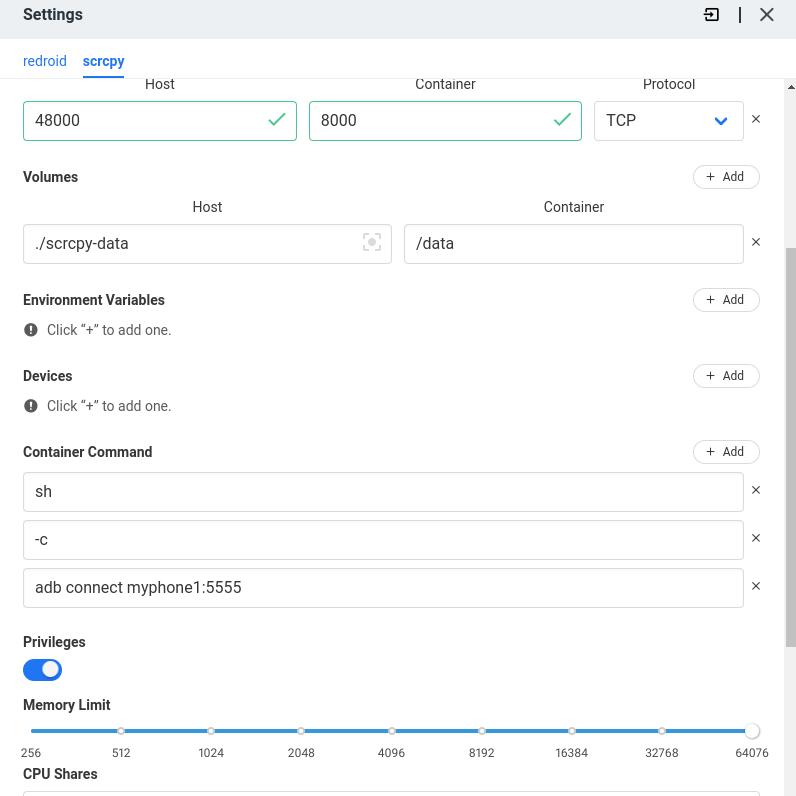 Settings
redroid scrcpy
Host Container Protocol
48000 8000 TCP
Volumes + Add
Host Container
./scrcpy-data /data
Environment Variables + Add
Click “+” to add one.
Devices + Add
Click “+” to add one.
Container Command + Add
sh
-c
adb connect myphone1:5555
Privileges
Memory Limit
256 512 1024 2048 4096 8192 16384 32768 64076
CPU Shares